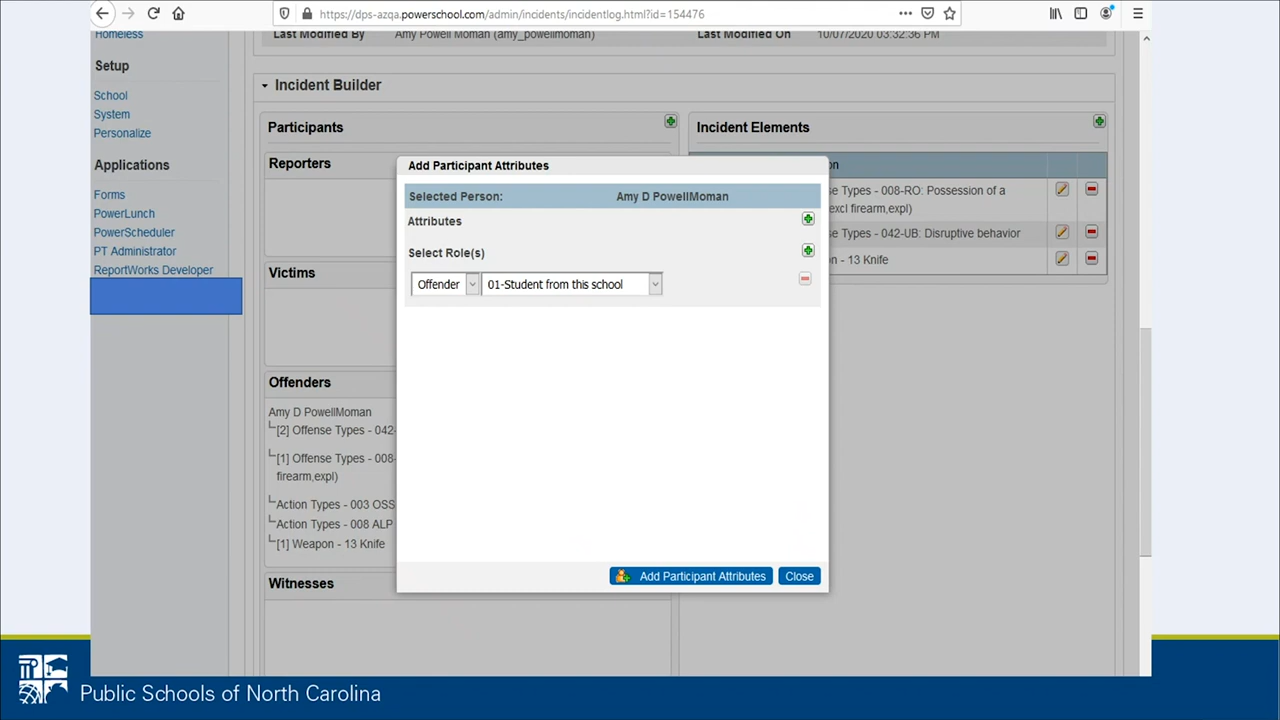 https://dps-azqa.powerschool.com/admin/incidents/incidentlog.html?id=154476
Homeless
Setup
School
System
Personalize
Applications
Forms
PowerLunch
PowerScheduler
PT Administrator
ReportWorks Developer
Last Modified By Amy Powell Moman (amy_powellmoman) Last Modified On 10/07/2020 03:32:36 PM
Incident Builder
Participants
Reporters
Victims
Offenders
Amy D PowellMoman
[2] Offense Types - 042-
[1] Offense Types - 008-
firearm,expl)
Action Types - 003 OSS
Action Types - 008 ALP
[1] Weapon - 13 Knife
Witnesses
Add Participant Attributes
Selected Person: Amy D PowellMoman
Attributes
Select Role(s)
Offender 01-Student from this school
Add Participant Attributes Close
Incident Elements
on
se Types - 008-RO: Possession of a
excl firearm,expl)
se Types - 042-UB: Disruptive behavior
on - 13 Knife
Public Schools of North Carolina